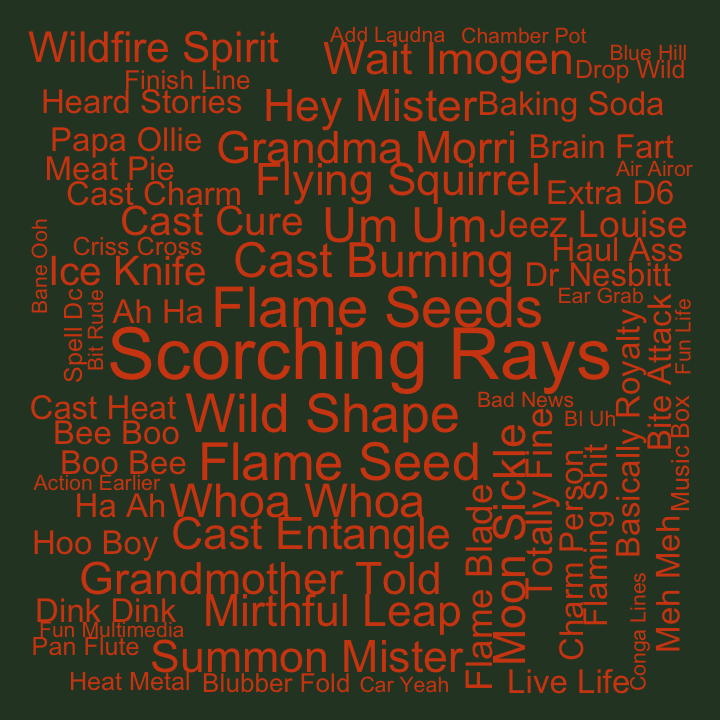 Wildfire Spirit
Add Laudna
Chamber Pot
Wait Imogen
Blue Hill
Drop Wild
Finish Line
Heard Stories
Hey Mister
Baking Soda
Papa Ollie
Grandma Morri
Brain Fart
Meat Pie
Flying Squirrel
Air Airor
Cast Charm
Extra D6
Cast Cure
Um Um
Jeez Louise
Criss Cross
Cast Burning
Haul Ass
Bane Ooh
Ice Knife
Dr Nesbitt
Spell Dc
Bit Rude
Ah Ha
Flame Seeds
Ear Grab
Scorching Rays
Basically Royalty
Bite Attack
Fun Life
Cast Heat
Wild Shape
Bad News
Bl Uh
Music Box
Bee Boo
Boo Bee
Flame Seed
Action Earlier
Ha Ah
Whoa Whoa
Flame Blade
Moon Sickle
Totally Fine
Charm Person
Flaming Shit
Meh Meh
Hoo Boy
Cast Entangle
Grandmother Told
Conga Lines
Dink Dink
Mirthful Leap
Fun Multimedia
Pan Flute
Summon Mister
Heat Metal
Blubber Fold
Car Yeah
Live Life